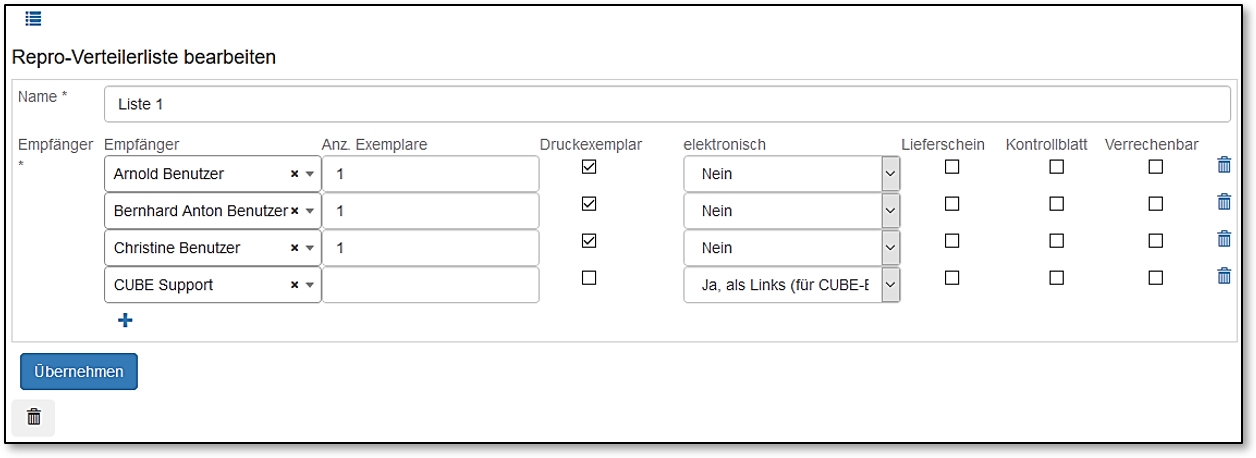 Repro-Verteilerliste bearbeiten
Name * Liste 1
Empfänger * Empfänger Anz. Exemplare Druckexemplar elektronisch Lieferschein Kontrollblatt Verrechenbar
Arnold Benutzer 1 Nein
Bernhard Anton Benutzer 1 Nein
Christine Benutzer 1 Nein
CUBE Support Ja, als Links (für CUBE-E
Übernehmen